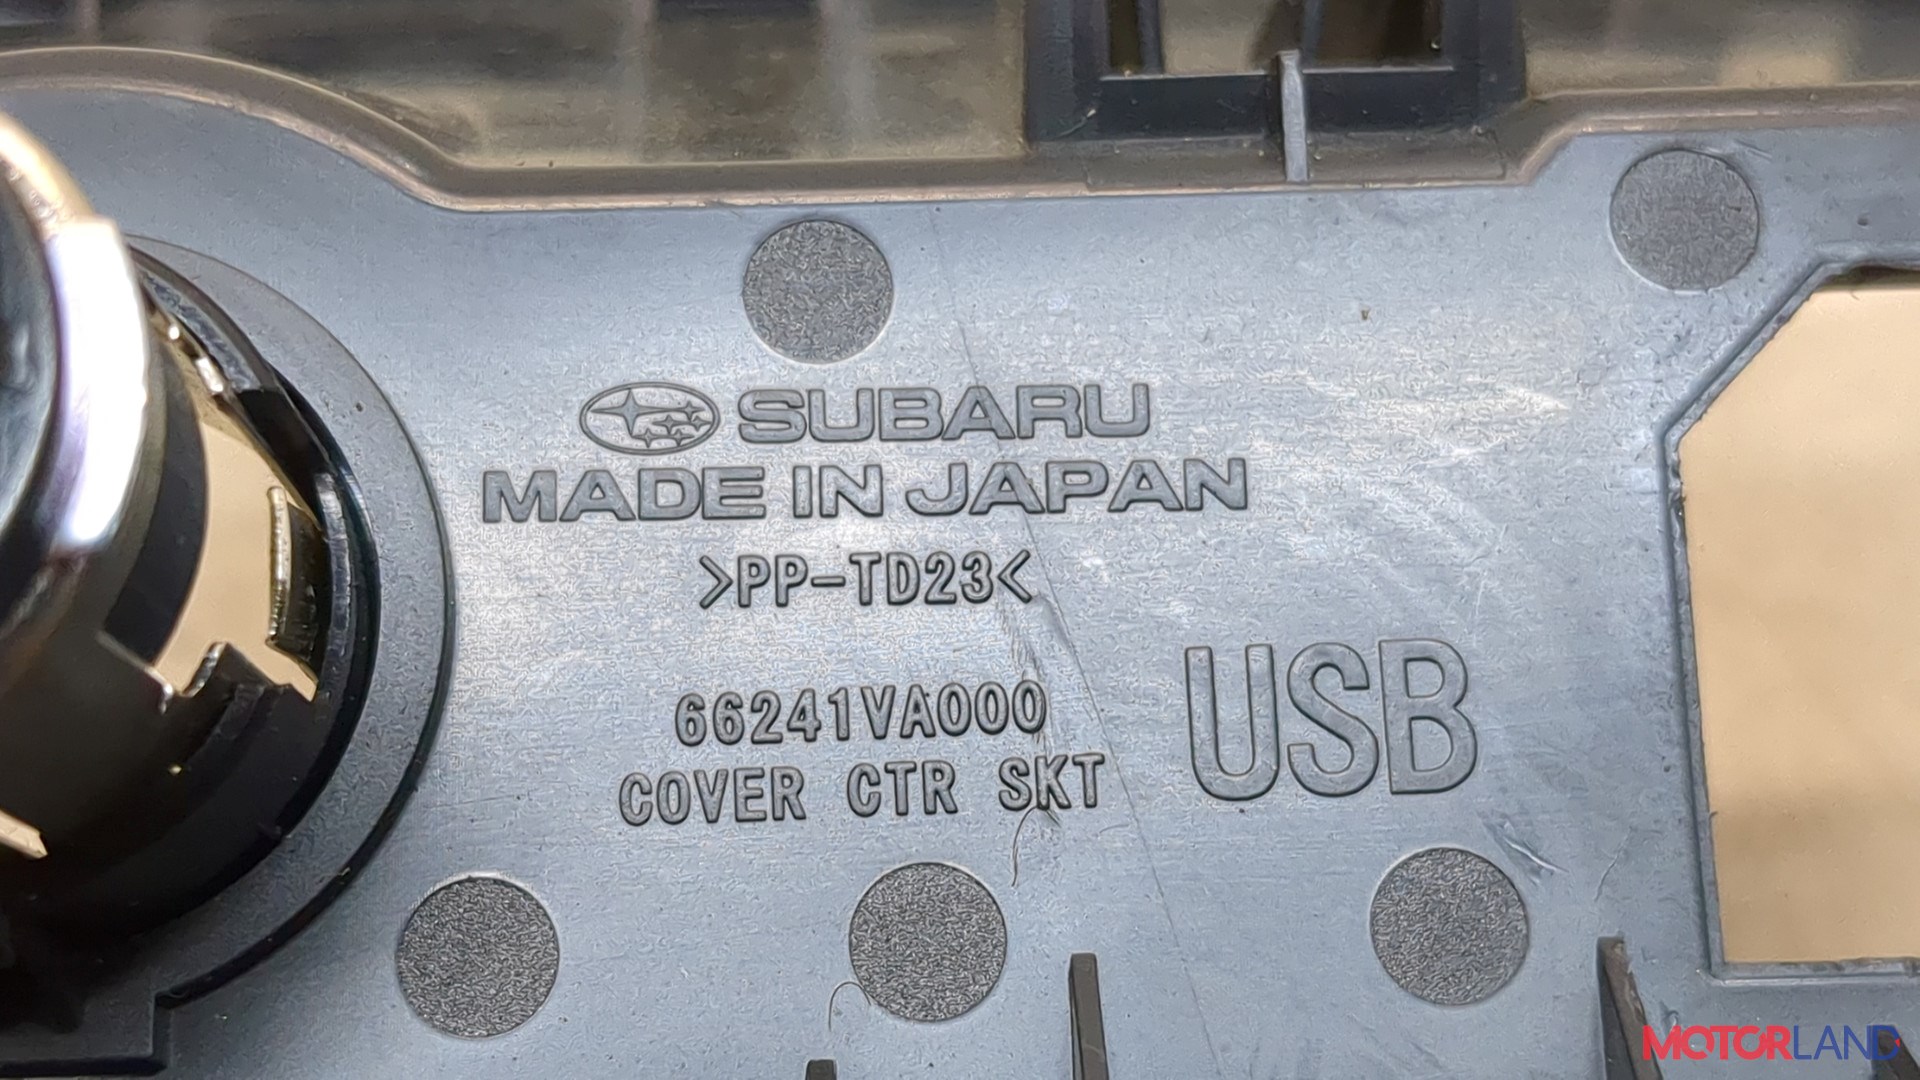 SUBARU
MADE IN JAPAN
>PP-TD23<
66241VA000
COVER CTR SKT
USB
MOTORLAND